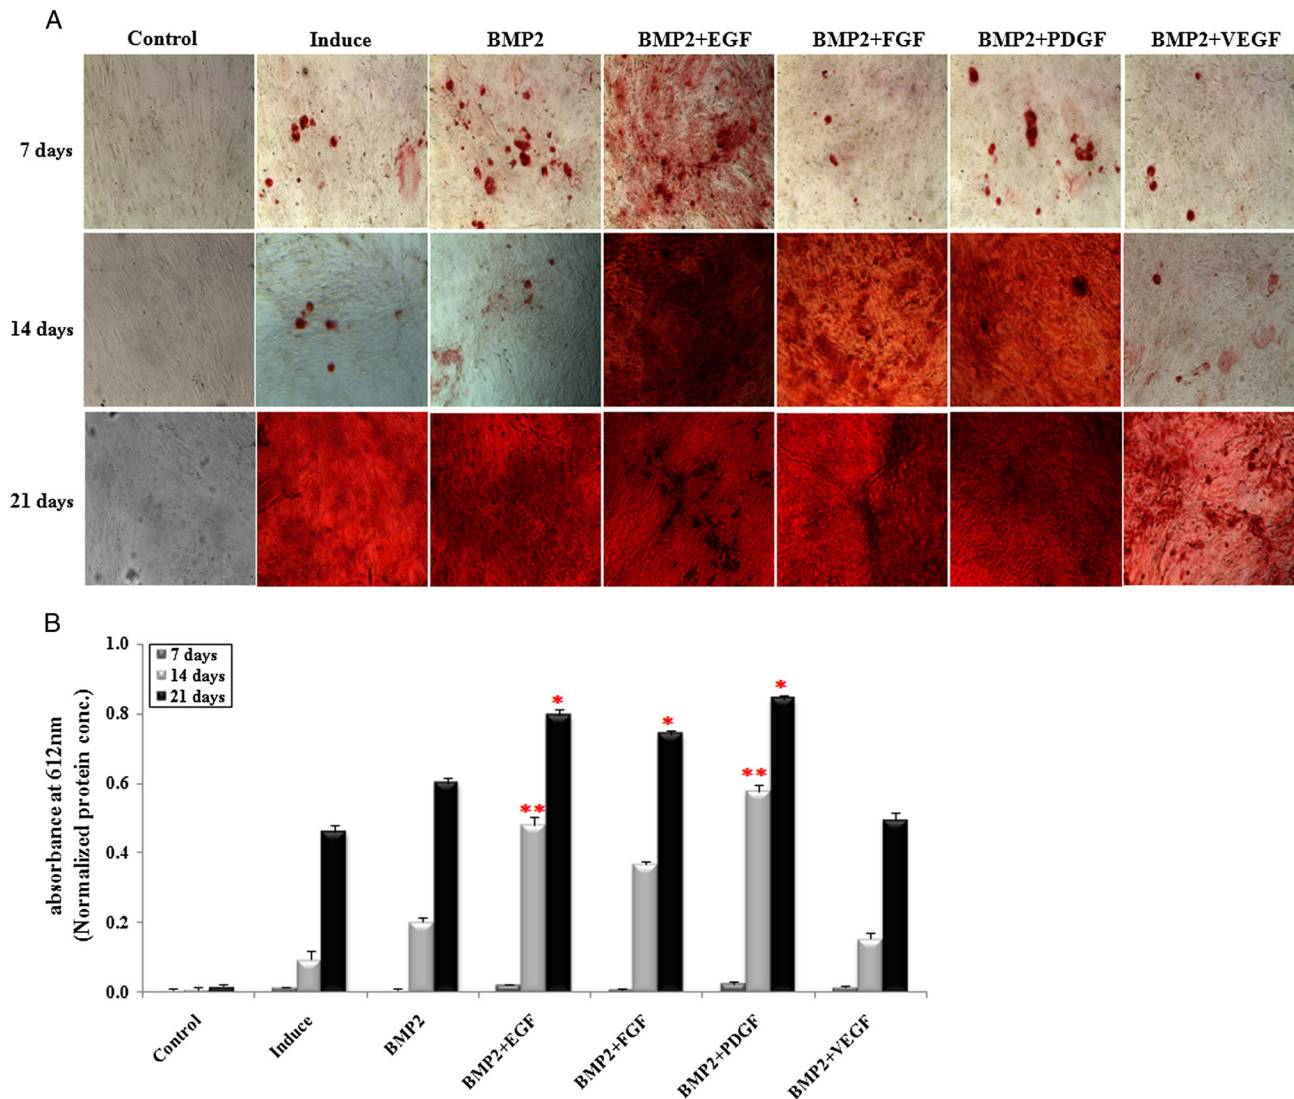 A
Control Induce BMP2 BMP2+EGF BMP2+FGF BMP2+PDGF BMP2+VEGF
7 days
14 days
21 days
B
absorbance at 612nm
(Normalized protein conc.)
1.0
0.8
0.6
0.4
0.2
0.0
7 days
14 days
21 days
*
*
*
**
**
Control
Induce
BMP2
BMP2+EGF
BMP2+FGF
BMP2+PDGF
BMP2+VEGF